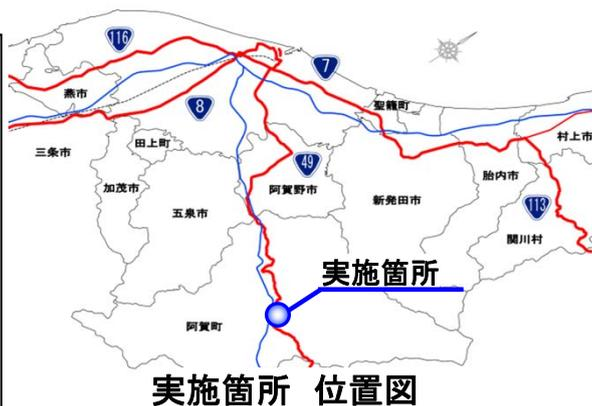 116
7
燕市
8
聖籠町
三条市
田上町
村上市
49
加茂市
阿賀野市
新発田市
胎内市
五泉市
113
関川村
実施箇所
阿賀町
実施箇所 位置図